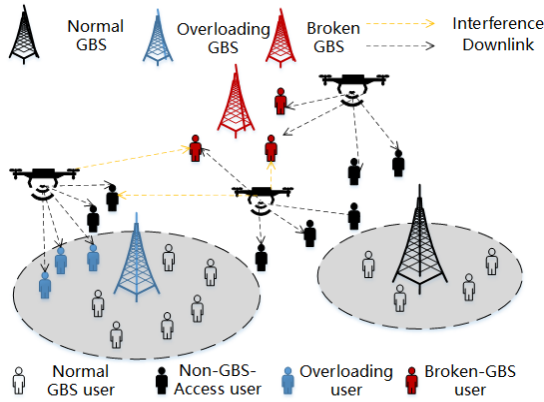 Normal GBS
Overloading GBS
Broken GBS
Interference
Downlink
Normal GBS user
Non-GBS-Access user
Overloading user
Broken-GBS user